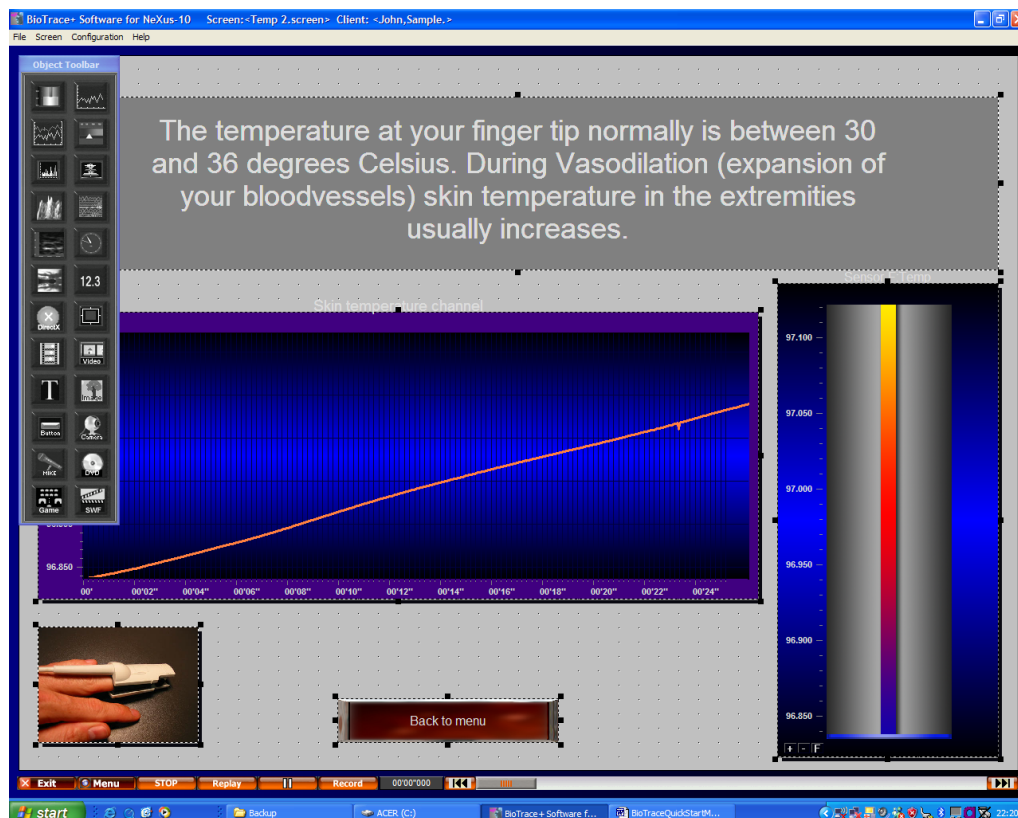 BioTrace+ Software for NeXus-10 Screen:<Temp 2.screen> Client: <John,Sample.>
File Screen Configuration Help
Object Toolbar
12.3
DirectX
Video
T
Image
Button
Camera
MIKE
DVD
Game
SWF
The temperature at your finger tip normally is between 30
and 36 degrees Celsius. During Vasodilation (expansion of
your bloodvessels) skin temperature in the extremities
usually increases.
Skin temperature channel
96.850
00' 00'02" 00'04" 00'06" 00'08" 00'10" 00'12" 00'14" 00'16" 00'18" 00'20" 00'22" 00'24"
97.100
97.050
97.000
96.950
96.900
96.850
+ - F
Back to menu
Exit Menu STOP Replay Record 00'00"000
start Backup ACER (C:) BioTrace+ Software f... BioTraceQuickStartM... 22:20